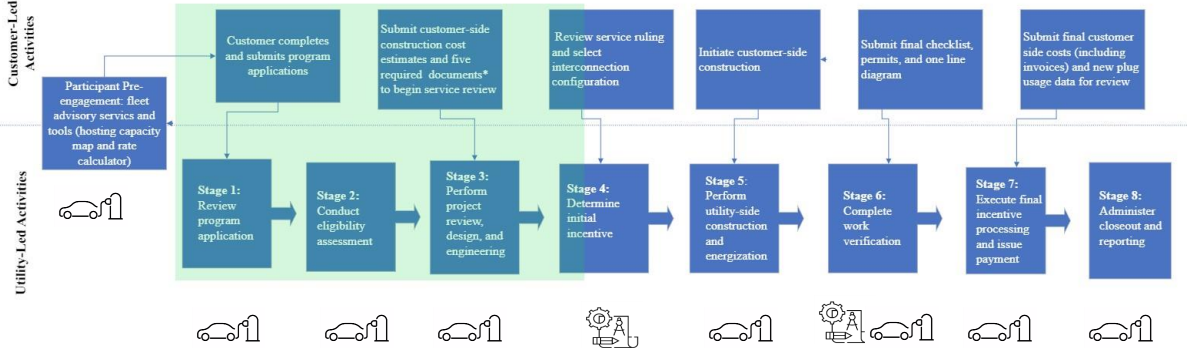 Customer-Led
Activities
Customer completes
and submits program
applications
Submit customer-side
construction cost
estimates and five
required documents*
to begin service review
Review service ruling
and select
interconnection
configuration
Initiate customer-side
construction
Submit final checklist,
permits, and one line
diagram
Submit final customer
side costs (including
invoices) and new plug
usage data for review
Participant Pre-
engagement: fleet
advisory servics and
tools (hosting capacity
map and rate
calculator)
Utility-Led Activities
Stage 1:
Review
program
application
Stage 2:
Conduct
eligibility
assessment
Stage 3:
Perform
project
review,
design, and
engineering
Stage 4:
Determine
initial
incentive
Stage 5:
Perform
utility-side
construction
and
energization
Stage 6:
Complete
work
verification
Stage 7:
Execute final
incentive
processing
and issue
payment
Stage 8:
Administer
closeout and
reporting